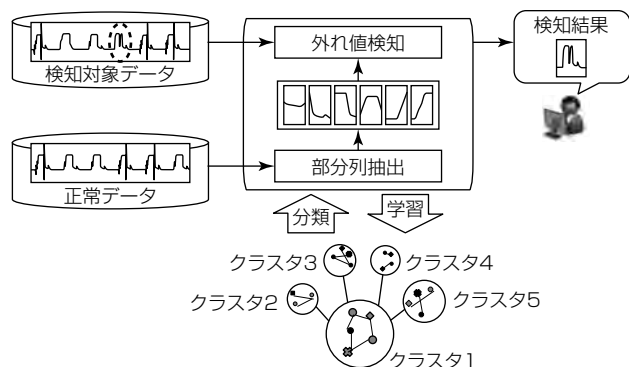 検知対象データ
正常データ
外れ値検知
部分列抽出
検知結果
分類
学習
クラスタ3
クラスタ4
クラスタ2
クラスタ5
クラスタ1